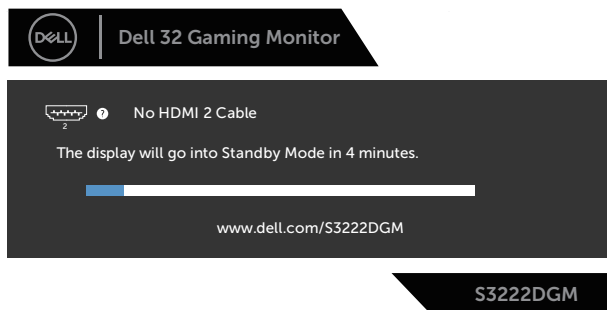 DELL
Dell 32 Gaming Monitor
?
No HDMI 2 Cable
2
The display will go into Standby Mode in 4 minutes.
www.dell.com/S3222DGM
S3222DGM